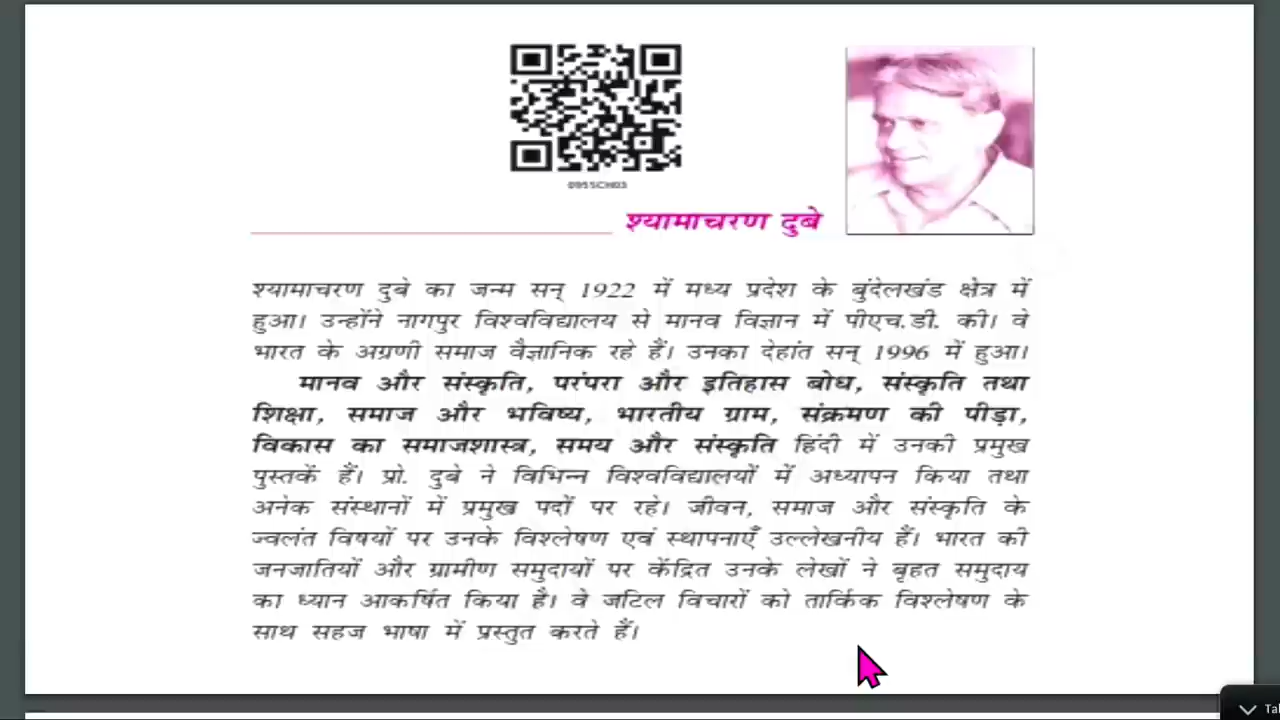 0955CH03
श्यामाचरण दुबे
श्यामाचरण दुबे का जन्म सन् 1922 में मध्य प्रदेश के बुंदेलखंड क्षेत्र में
हुआ। उन्होंने नागपुर विश्वविद्यालय से मानव विज्ञान में पीएच.डी. की। वे
भारत के अग्रणी समाज वैज्ञानिक रहे हैं। उनका देहांत सन् 1996 में हुआ।
मानव और संस्कृति, परंपरा और इतिहास बोध, संस्कृति तथा
शिक्षा, समाज और भविष्य, भारतीय ग्राम, संक्रमण की पीड़ा,
विकास का समाजशास्त्र, समय और संस्कृति हिंदी में उनकी प्रमुख
पुस्तकें हैं। प्रो. दुबे ने विभिन्न विश्वविद्यालयों में अध्यापन किया तथा
अनेक संस्थानों में प्रमुख पदों पर रहे। जीवन, समाज और संस्कृति के
ज्वलंत विषयों पर उनके विश्लेषण एवं स्थापनाएँ उल्लेखनीय हैं। भारत की
जनजातियों और ग्रामीण समुदायों पर केंद्रित उनके लेखों ने बृहत समुदाय
का ध्यान आकर्षित किया है। वे जटिल विचारों को तार्किक विश्लेषण के
साथ सहज भाषा में प्रस्तुत करते हैं।